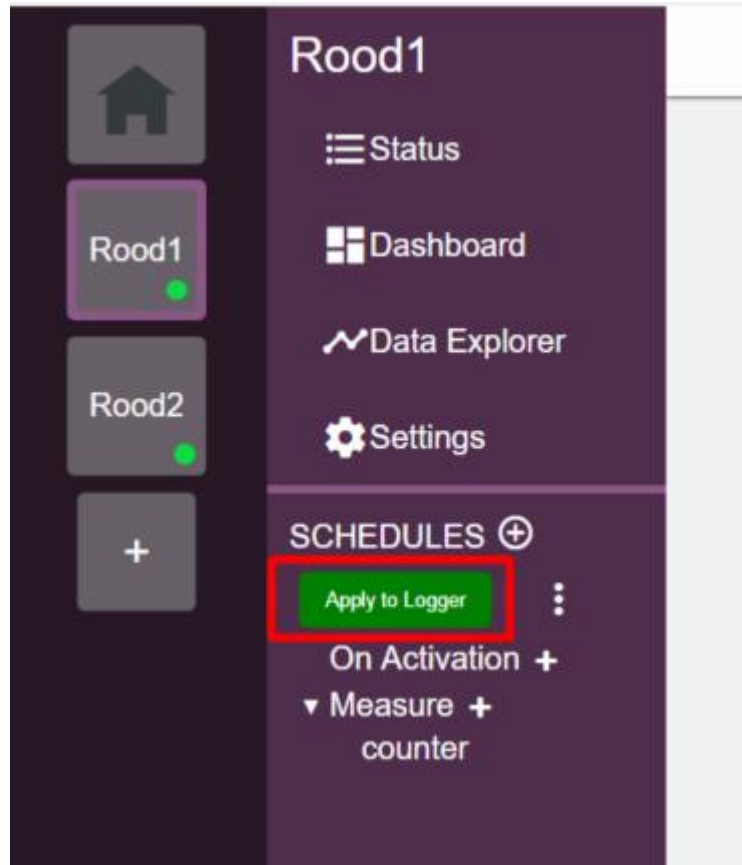 Rood1
Rood2
+
Rood1
Status
Dashboard
Data Explorer
Settings
SCHEDULES
Apply to Logger
On Activation +
Measure +
counter